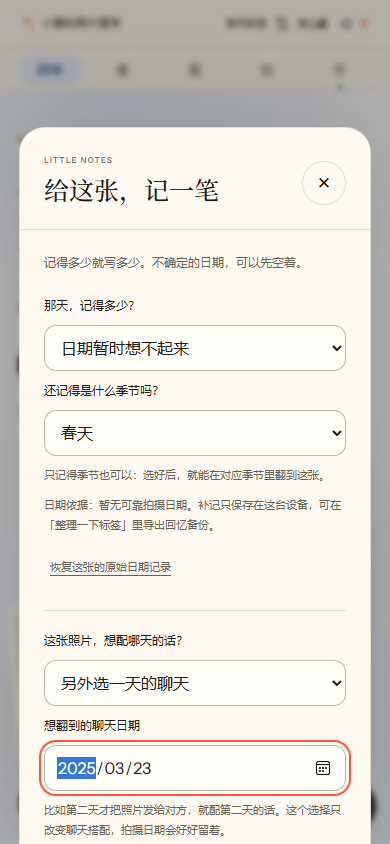 LITTLE NOTES
给这张，记一笔
记得多少就写多少。不确定的日期，可以先空着。
那天，记得多少？
日期暂时想不起来
还记得是什么季节吗？
春天
只记得季节也可以：选好后，就能在对应季节里翻到这张。
日期依据：暂无可靠拍摄日期。补记只保存在这台设备，可在
「整理一下标签」里导出回忆备份。
恢复这张的原始日期记录
这张照片，想配哪天的话？
另外选一天的聊天
想翻到的聊天日期
2025/03/23
比如第二天才把照片发给对方，就配第二天的话。这个选择只
改变聊天搭配，拍摄日期会好好留着。